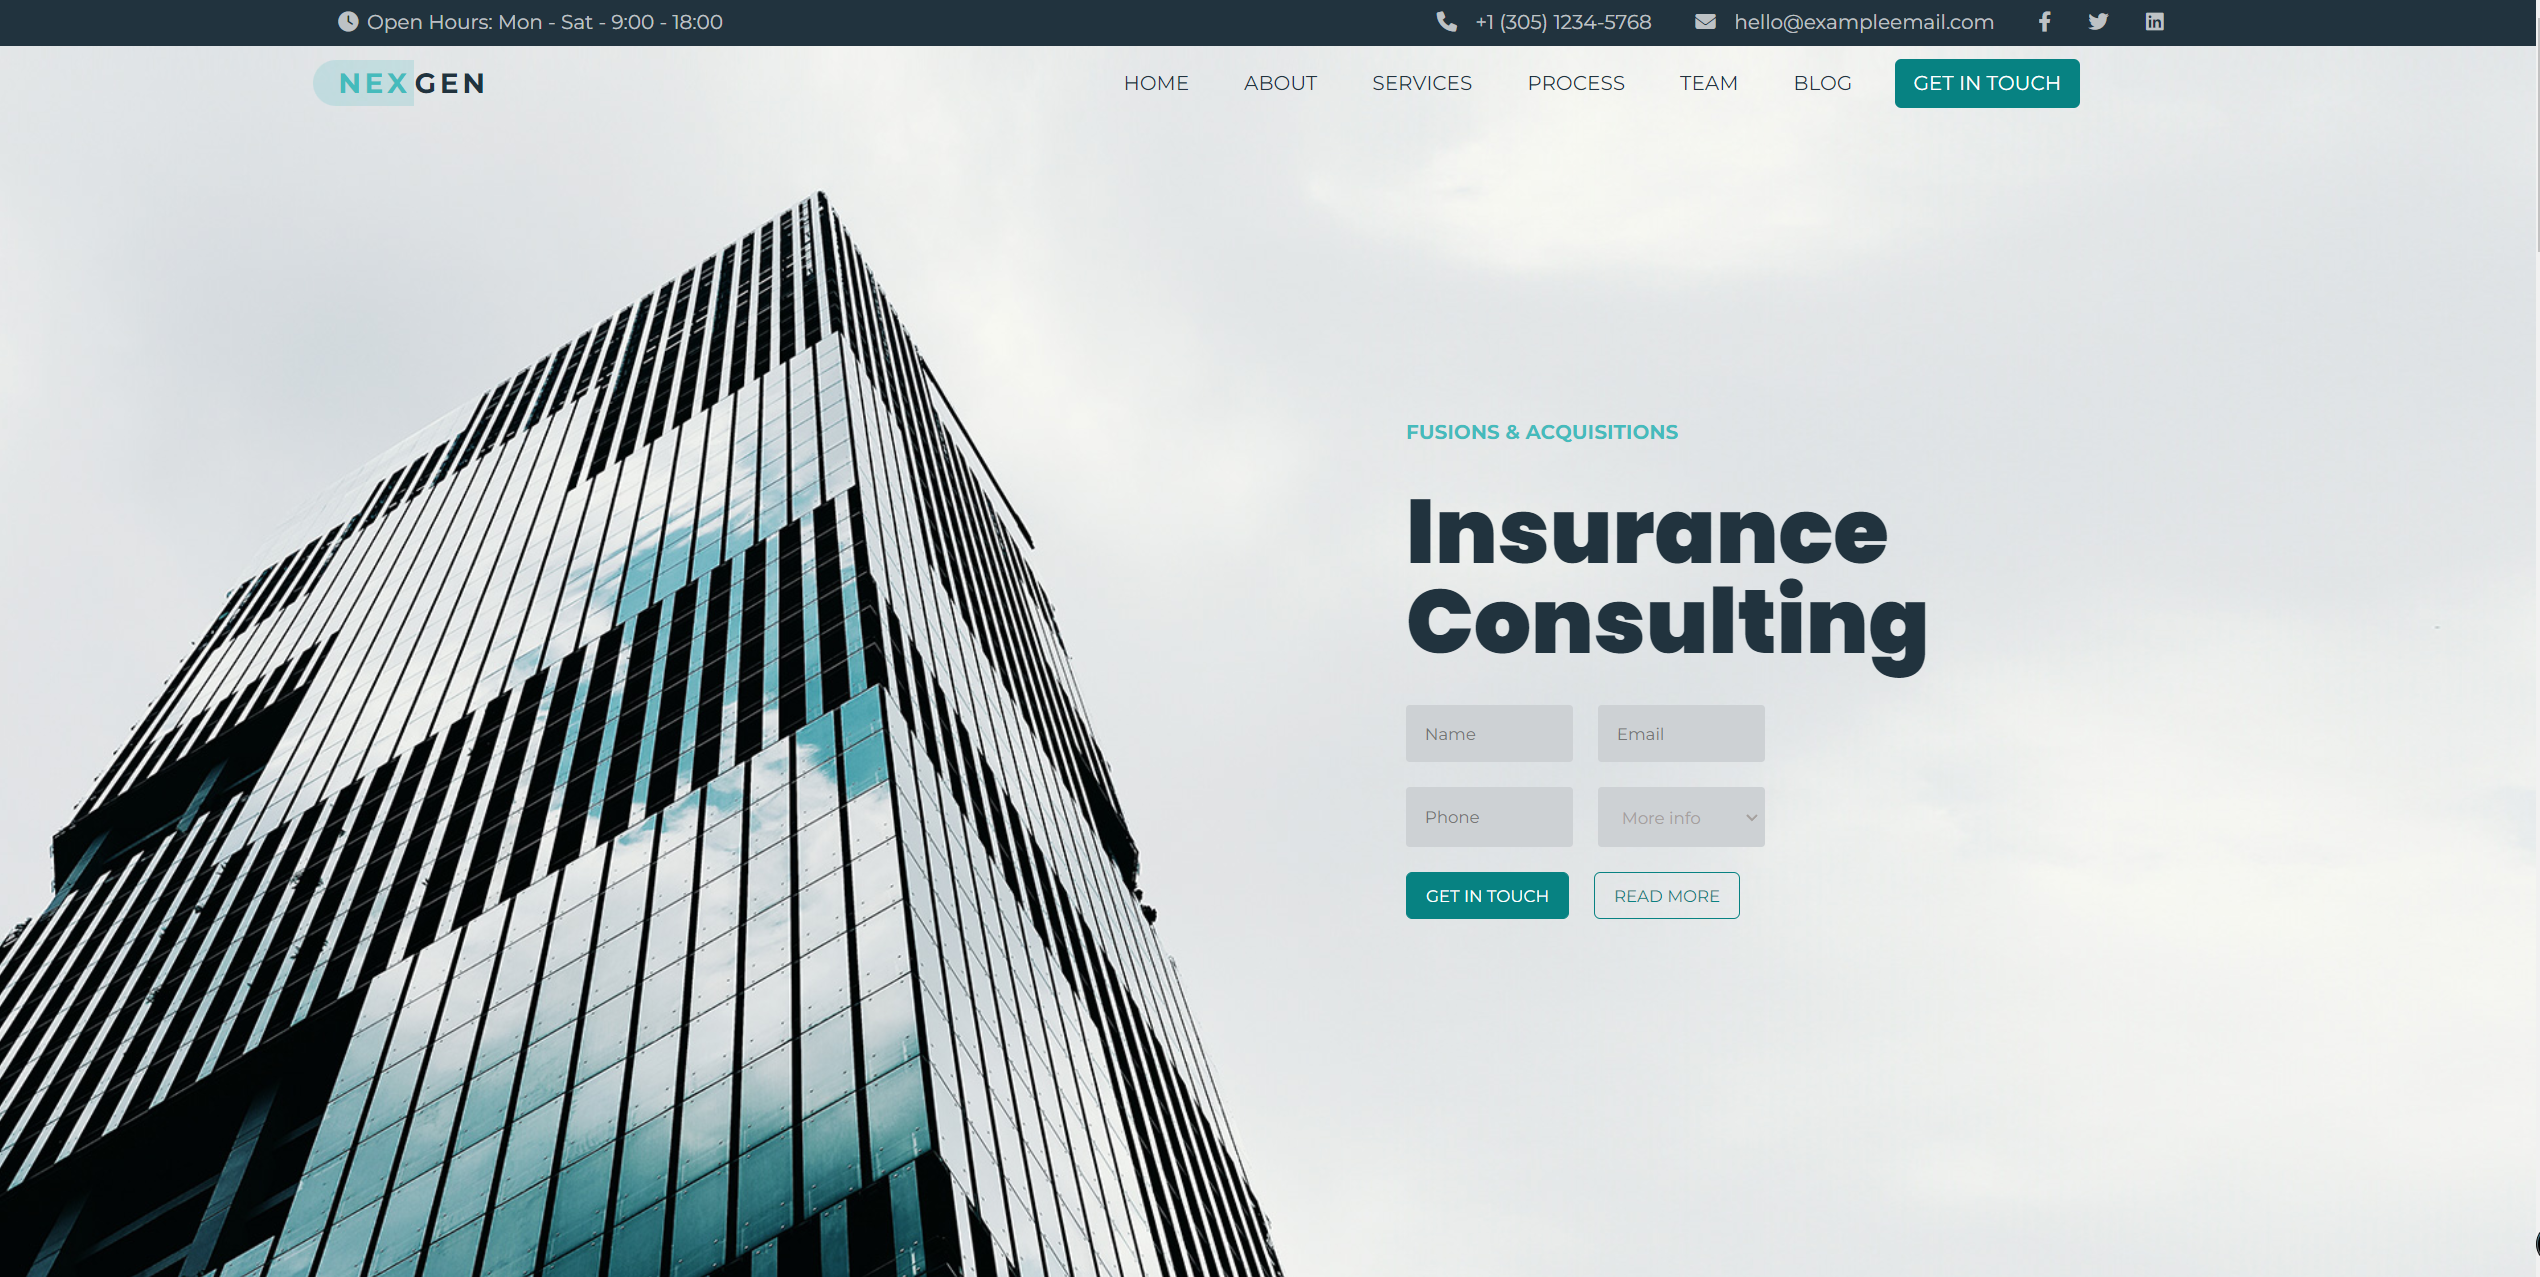 Open Hours: Mon - Sat - 9:00 - 18:00
+1 (305) 1234-5768
hello@exampleemail.com
NEXGEN
HOME
ABOUT
SERVICES
PROCESS
TEAM
BLOG
GET IN TOUCH
FUSIONS & ACQUISITIONS
Insurance
Consulting
Name
Email
Phone
More info
GET IN TOUCH
READ MORE